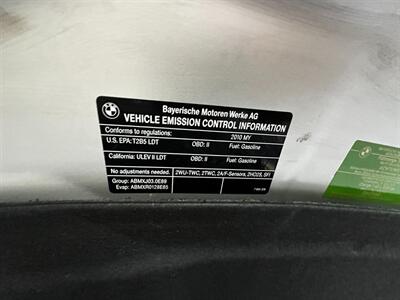 Bayerische Motoren Werke AG
VEHICLE EMISSION CONTROL INFORMATION
Conforms to regulations: 2010 MY
U.S. EPA: T2B5 LDT OBD: II Fuel: Gasoline
California: ULEV II LDT OBD: II Fuel: Gasoline
No adjustments needed. 2WU-TWC, 2TWC, 2A/F-Sensors, 2HO2S, SFI
Group: ABMXJ03.0E89
Evap: ABMXR0128E85